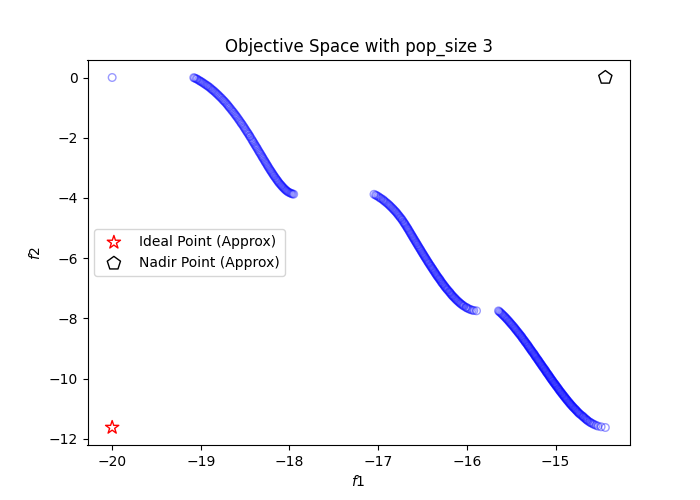 Objective Space with pop_size 3
0
−2
−4
−6
−8
−10
−12
f2
Ideal Point (Approx)
Nadir Point (Approx)
−20
−19
−18
−17
−16
−15
f1